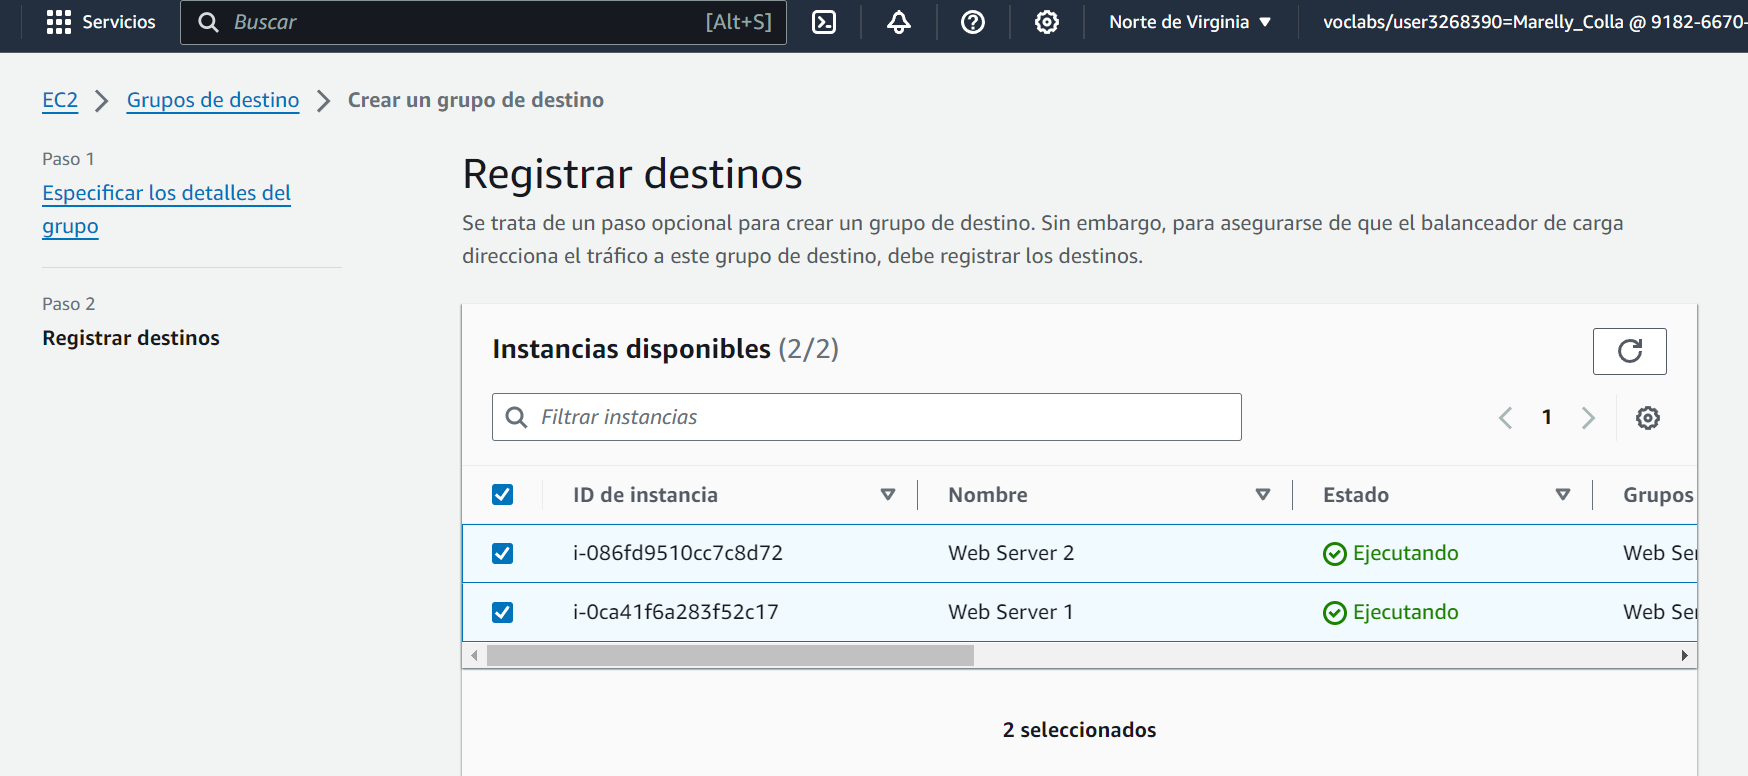 Servicios
Buscar
[Alt+S]
Norte de Virginia
voclabs/user3268390=Marelly_Colla @ 9182-6670-
EC2
Grupos de destino
Crear un grupo de destino
Paso 1
Especificar los detalles del
grupo
Paso 2
Registrar destinos
Registrar destinos
Se trata de un paso opcional para crear un grupo de destino. Sin embargo, para asegurarse de que el balanceador de carga
direcciona el tráfico a este grupo de destino, debe registrar los destinos.
Instancias disponibles (2/2)
Filtrar instancias
1
ID de instancia
Nombre
Estado
Grupos
i-086fd9510cc7c8d72
Web Server 2
Ejecutando
Web Ser
i-0ca41f6a283f52c17
Web Server 1
Ejecutando
Web Ser
2 seleccionados